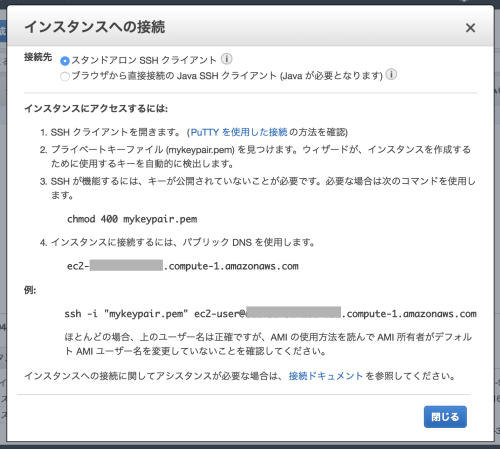 インスタンスへの接続
接続先 スタンドアロン SSH クライアント
ブラウザから直接接続の Java SSH クライアント (Java が必要となります)
インスタンスにアクセスするには:
1. SSH クライアントを開きます。 (PuTTY を使用した接続 の方法を確認)
2. プライベートキーファイル (mykeypair.pem) を見つけます。ウィザードが、インスタンスを作成する
ために使用するキーを自動的に検出します。
3. SSH が機能するには、キーが公開されていないことが必要です。必要な場合は次のコマンドを使用し
ます。
chmod 400 mykeypair.pem
4. インスタンスに接続するには、パブリック DNS を使用します。
ec2- .compute-1.amazonaws.com
例:
ssh -i "mykeypair.pem" ec2-user@ .compute-1.amazonaws.com
ほとんどの場合、上のユーザー名は正確ですが、AMI の使用方法を読んで AMI 所有者がデフォル
ト AMI ユーザー名を変更していないことを確認してください。
インスタンスへの接続に関してアシスタンスが必要な場合は、 接続ドキュメント を参照してください。
閉じる